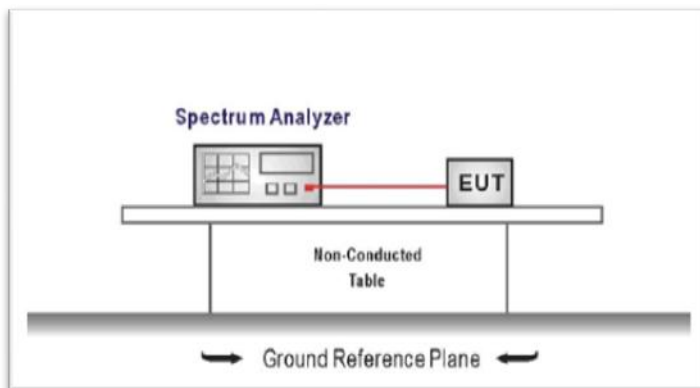 Spectrum Analyzer
EUT
Non-Conducted
Table
Ground Reference Plane